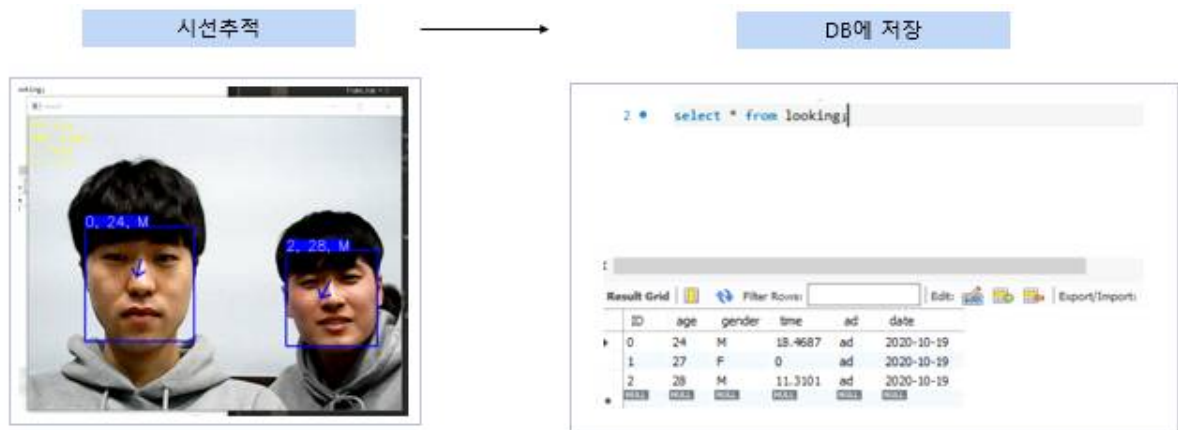 시선추적
DB에 저장
0, 24, M
2, 28, M
2
select * from looking;
Result Grid
Filter Rows:
Edit:
Export/Import:
ID age gender time ad date
0 24 M 18.4687 ad 2020-10-19
1 27 F 0 ad 2020-10-19
2 28 M 11.3101 ad 2020-10-19
NULL NULL NULL NULL NULL NULL